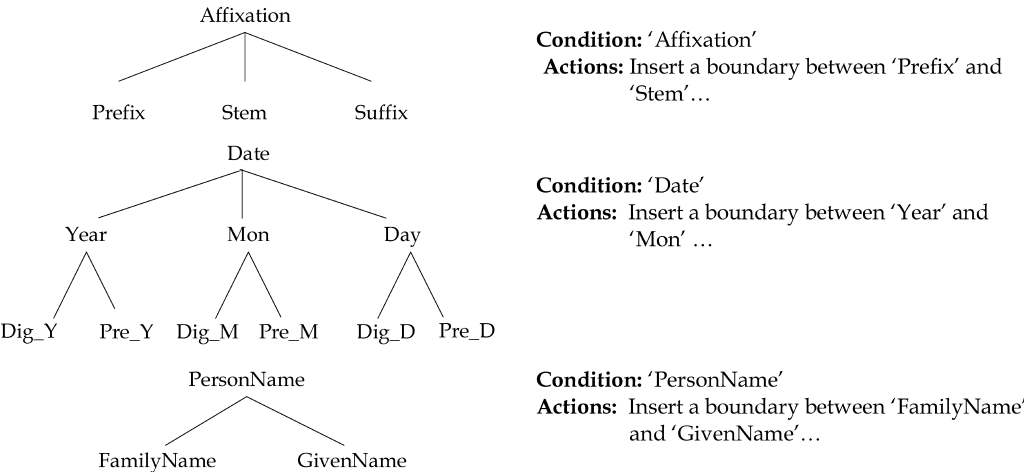 Affixation
Condition: ‘Affixation’
Actions: Insert a boundary between ‘Prefix’ and
‘Stem’…
Prefix Stem Suffix
Date
Condition: ‘Date’
Actions: Insert a boundary between ‘Year’ and
‘Mon’ …
Year Mon Day
Dig_Y Pre_Y Dig_M Pre_M Dig_D Pre_D
PersonName
Condition: ‘PersonName’
Actions: Insert a boundary between ‘FamilyName’
and ‘GivenName’…
FamilyName GivenName